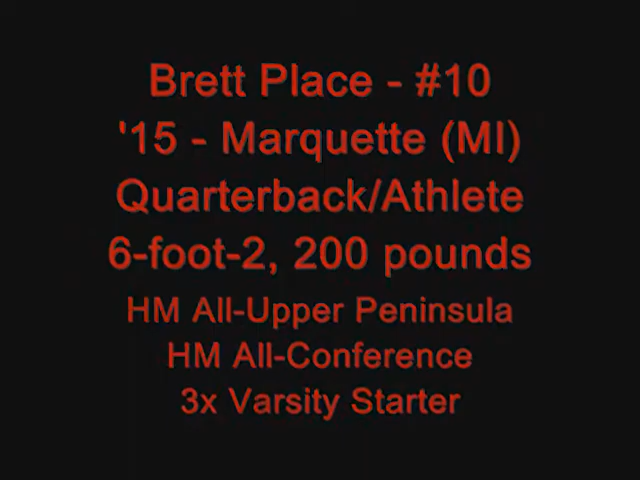 Brett Place - #10
'15 - Marquette (MI)
Quarterback/Athlete
6-foot-2, 200 pounds
HM All-Upper Peninsula
HM All-Conference
3x Varsity Starter